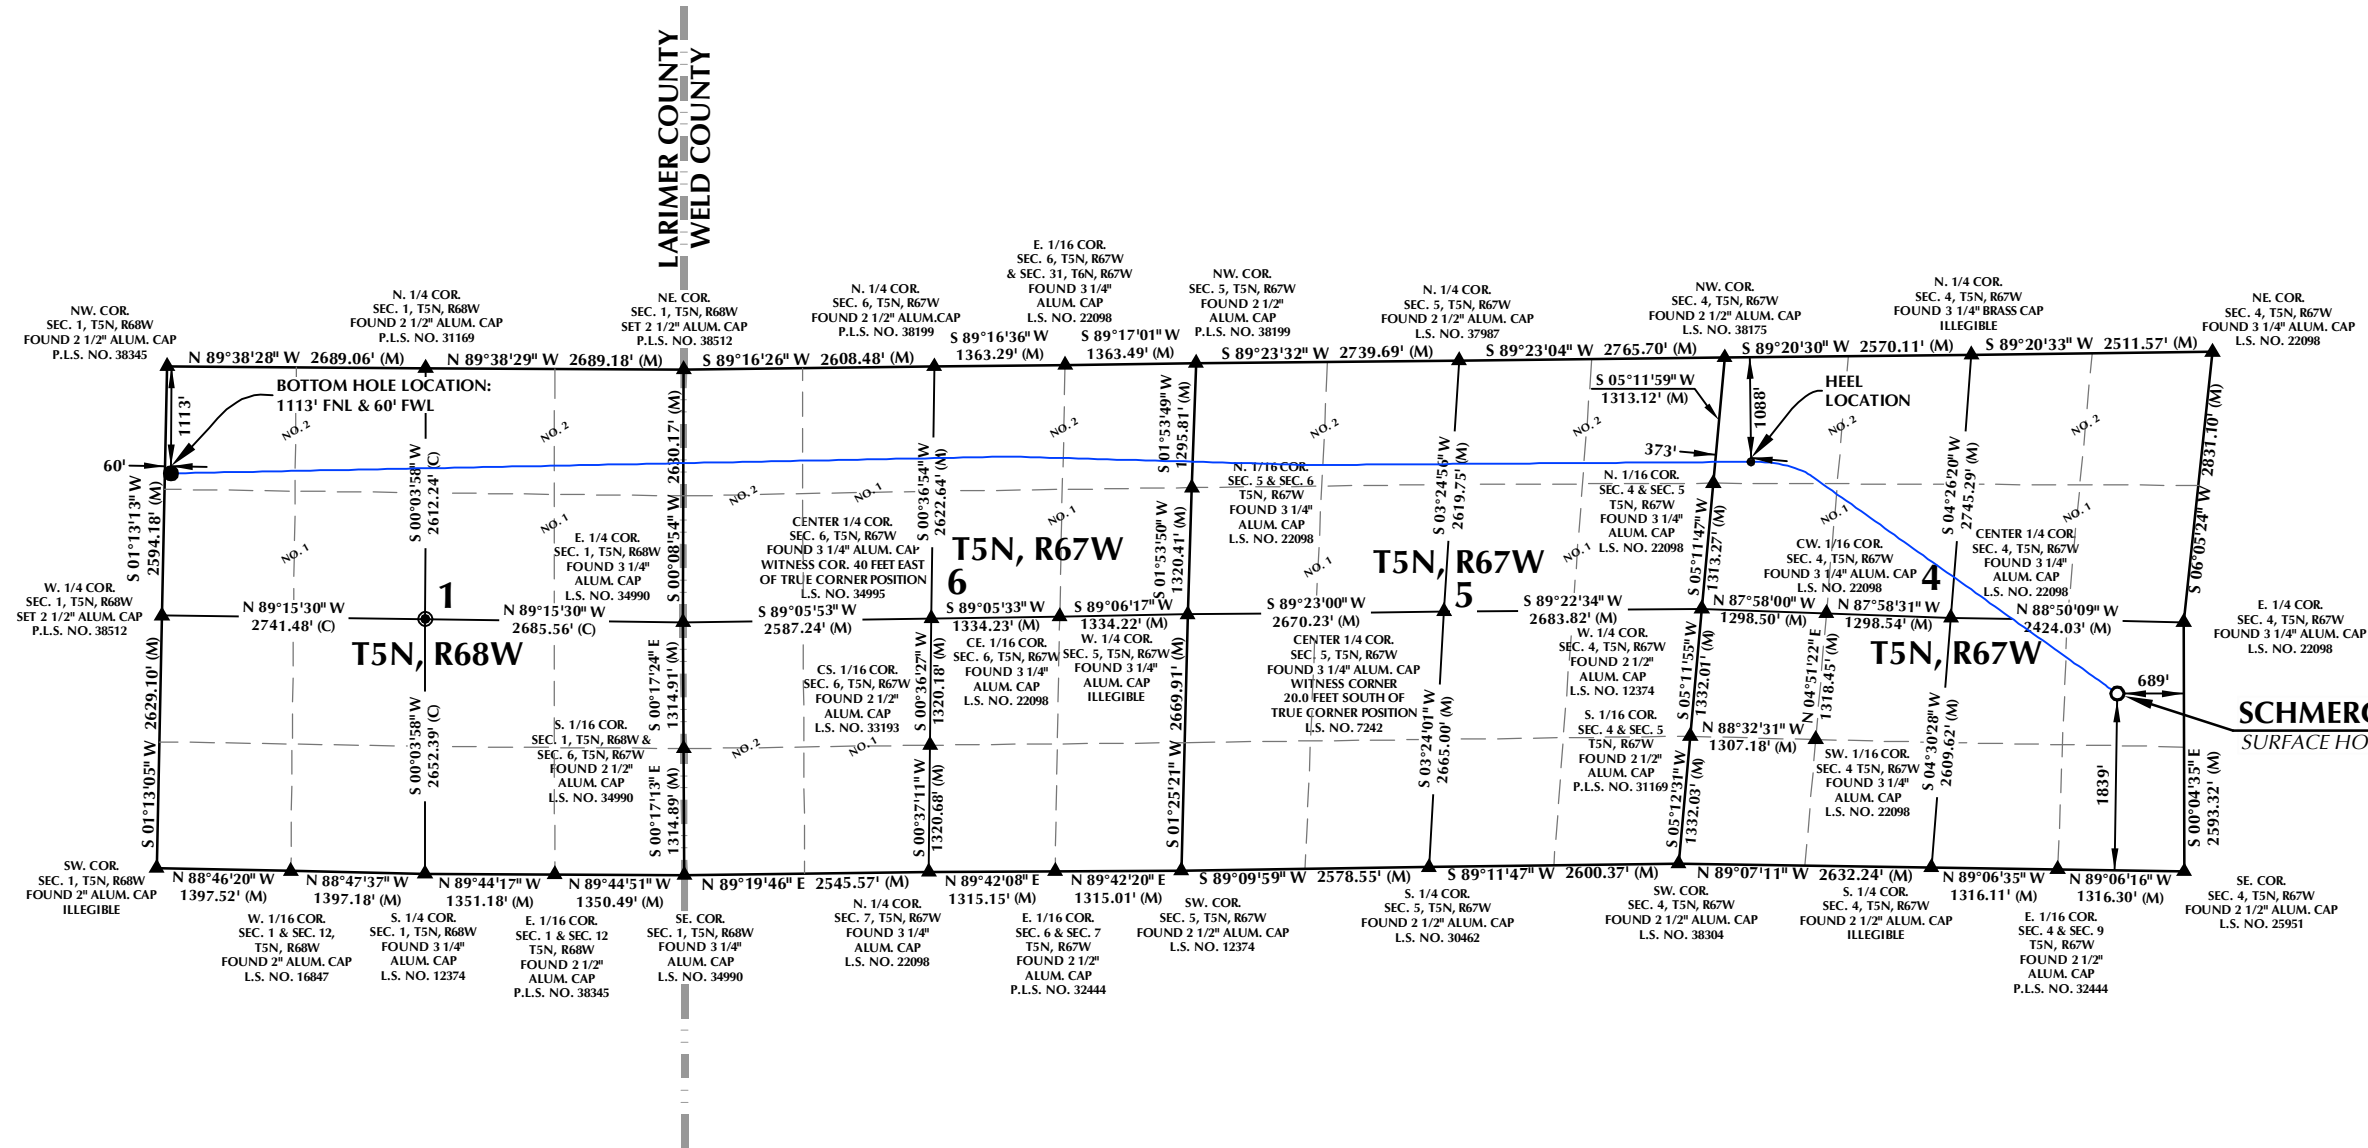 LARIMER COUNTY
WELD COUNTY
NW. COR.
SEC. 1, T5N, R68W
FOUND 2 1/2" ALUM. CAP
P.L.S. NO. 38345
N. 1/4 COR.
SEC. 1, T5N, R68W
FOUND 2 1/2" ALUM. CAP
P.L.S. NO. 31169
NE. COR.
SEC. 1, T5N, R68W
SET 2 1/2" ALUM. CAP
P.L.S. NO. 38512
N. 1/4 COR.
SEC. 6, T5N, R67W
FOUND 2 1/2" ALUM.CAP
P.L.S. NO. 38199
E. 1/16 COR.
SEC. 6, T5N, R67W
& SEC. 31, T6N, R67W
FOUND 3 1/4"
ALUM. CAP
L.S. NO. 22098
NW. COR.
SEC. 5, T5N, R67W
FOUND 2 1/2"
ALUM. CAP
P.L.S. NO. 38199
N. 1/4 COR.
SEC. 5, T5N, R67W
FOUND 2 1/2" ALUM. CAP
L.S. NO. 37987
NW. COR.
SEC. 4, T5N, R67W
FOUND 2 1/2" ALUM. CAP
L.S. NO. 38175
N. 1/4 COR.
SEC. 4, T5N, R67W
FOUND 3 1/4" BRASS CAP
ILLEGIBLE
NE. COR.
SEC. 4, T5N, R67W
FOUND 3 1/4" ALUM. CAP
L.S. NO. 22098
N 89°38'28" W 2689.06' (M)
N 89°38'29" W 2689.18' (M)
S 89°16'26" W 2608.48' (M)
S 89°16'36" W
1363.29' (M)
S 89°17'01" W
1363.49' (M)
S 89°23'32" W 2739.69' (M)
S 89°23'04" W 2765.70' (M)
N 89°20'30" W 2570.11' (M)
N 89°20'33" W 2511.57' (M)
BOTTOM HOLE LOCATION:
1113' FNL & 60' FWL
1113'
60'
S 05°11'59" W
1313.12' (M)
1088'
HEEL
LOCATION
373'
NO. 2
NO. 2
NO. 2
NO. 2
NO. 2
NO. 2
NO. 2
NO. 2
NO. 1
NO. 1
NO. 1
NO. 1
NO. 1
NO. 1
NO. 1
NO. 1
S 01°13'13" W
2594.18' (M)
S 00°03'58" W
2612.24' (C)
S 00°08'54" W 2630.17' (M)
S 00°36'54" W
2622.64' (M)
S 01°53'49" W
1295.81' (M)
S 01°53'50" W
1320.41' (M)
S 03°24'56" W
2619.75' (M)
S 05°11'47" W
1313.27' (M)
S 04°26'20" W
2745.29' (M)
S 06°05'24" W 2831.10' (M)
N. 1/16 COR.
SEC. 5 & SEC. 6
T5N, R67W
FOUND 3 1/4"
ALUM. CAP
L.S. NO. 22098
N. 1/16 COR.
SEC. 4 & SEC. 5
T5N, R67W
FOUND 3 1/4"
ALUM. CAP
L.S. NO. 22098
E. 1/4 COR.
SEC. 1, T5N, R68W
FOUND 3 1/4"
ALUM. CAP
L.S. NO. 34990
CENTER 1/4 COR.
SEC. 6, T5N, R67W
FOUND 3 1/4" ALUM. CAP
WITNESS COR. 40 FEET EAST
OF TRUE CORNER POSITION
L.S. NO. 34995
CW. 1/16 COR.
SEC. 4, T5N, R67W
FOUND 3 1/4" ALUM. CAP
L.S. NO. 22098
CENTER 1/4 COR.
SEC. 4, T5N, R67W
FOUND 3 1/4"
ALUM. CAP
L.S. NO. 22098
W. 1/4 COR.
SEC. 1, T5N, R68W
SET 2 1/2" ALUM. CAP
P.L.S. NO. 38512
1
T5N, R68W
T5N, R67W
6
T5N, R67W
5
4
T5N, R67W
N 89°15'30" W
2741.48' (C)
N 89°15'30" W
2685.56' (C)
S 89°05'53" W
2587.24' (M)
S 89°05'33" W
1334.23' (M)
S 89°06'17" W
1334.22' (M)
S 89°23'00" W
2670.23' (M)
S 89°22'34" W
2683.82' (M)
N 87°58'00" W
1298.50' (M)
N 87°58'31" W
1298.54' (M)
N 88°50'09" W
2424.03' (M)
E. 1/4 COR.
SEC. 4, T5N, R67W
FOUND 3 1/4" ALUM. CAP
L.S. NO. 22098
CE. 1/16 COR.
SEC. 6, T5N, R67W
FOUND 3 1/4"
ALUM. CAP
L.S. NO. 22098
W. 1/4 COR.
SEC. 5, T5N, R67W
FOUND 3 1/4"
ALUM. CAP
ILLEGIBLE
CENTER 1/4 COR.
SEC. 5, T5N, R67W
FOUND 3 1/4" ALUM. CAP
WITNESS CORNER
20.0 FEET SOUTH OF
TRUE CORNER POSITION
L.S. NO. 7242
W. 1/4 COR.
SEC. 4, T5N, R67W
FOUND 2 1/2"
ALUM. CAP
L.S. NO. 12374
CS. 1/16 COR.
SEC. 6, T5N, R67W
FOUND 2 1/2"
ALUM. CAP
L.S. NO. 33193
S. 1/16 COR.
SEC. 1, T5N, R68W &
SEC. 6, T5N, R67W
FOUND 2 1/2"
ALUM. CAP
L.S. NO. 34990
S. 1/16 COR.
SEC. 4 & SEC. 5
T5N, R67W
FOUND 2 1/2"
ALUM. CAP
P.L.S. NO. 31169
N 88°32'31" W
1307.18' (M)
SW. 1/16 COR.
SEC. 4 T5N, R67W
FOUND 3 1/4"
ALUM. CAP
L.S. NO. 22098
689'
SCHMERG
SURFACE HO
1839'
NO. 2
NO. 1
S 01°13'05" W 2629.10' (M)
S 00°03'58" W
2652.39' (C)
S 00°17'24" E
1314.91' (M)
S 00°17'13" E
1314.89' (M)
S 00°36'27" W
1320.18' (M)
S 00°37'11" W
1320.68' (M)
S 01°25'21" W 2669.91' (M)
S 03°24'01" W
2665.00' (M)
S 05°11'55" W
1332.01' (M)
S 05°12'31" W
1332.03' (M)
N 04°51'22" E
1318.45' (M)
S 04°30'28" W
2609.62' (M)
S 00°04'35" E
2593.32' (M)
SW. COR.
SEC. 1, T5N, R68W
FOUND 2" ALUM. CAP
ILLEGIBLE
N 88°46'20" W
1397.52' (M)
N 88°47'37" W
1397.18' (M)
N 89°44'17" W
1351.18' (M)
N 89°44'51" W
1350.49' (M)
N 89°19'46" E 2545.57' (M)
N 89°42'08" E
1315.15' (M)
N 89°42'20" E
1315.01' (M)
S 89°09'59" W 2578.55' (M)
S 89°11'47" W 2600.37' (M)
N 89°07'11" W 2632.24' (M)
N 89°06'35" W
1316.11' (M)
N 89°06'16" W
1316.30' (M)
W. 1/16 COR.
SEC. 1 & SEC. 12,
T5N, R68W
FOUND 2" ALUM. CAP
L.S. NO. 16847
S. 1/4 COR.
SEC. 1, T5N, R68W
FOUND 3 1/4"
ALUM. CAP
L.S. NO. 12374
E. 1/16 COR.
SEC. 1 & SEC. 12
T5N, R68W
FOUND 2 1/2"
ALUM. CAP
P.L.S. NO. 38345
SE. COR.
SEC. 1, T5N, R68W
FOUND 3 1/4"
ALUM. CAP
L.S. NO. 34990
N. 1/4 COR.
SEC. 7, T5N, R67W
FOUND 3 1/4"
ALUM. CAP
L.S. NO. 22098
E. 1/16 COR.
SEC. 6 & SEC. 7
T5N, R67W
FOUND 2 1/2"
ALUM. CAP
P.L.S. NO. 32444
SW. COR.
SEC. 5, T5N, R67W
FOUND 2 1/2" ALUM. CAP
L.S. NO. 12374
S. 1/4 COR.
SEC. 5, T5N, R67W
FOUND 2 1/2" ALUM. CAP
L.S. NO. 30462
SW. COR.
SEC. 4, T5N, R67W
FOUND 2 1/2" ALUM. CAP
L.S. NO. 38304
S. 1/4 COR.
SEC. 4, T5N, R67W
FOUND 2 1/2" ALUM. CAP
ILLEGIBLE
E. 1/16 COR.
SEC. 4 & SEC. 9
T5N, R67W
FOUND 2 1/2"
ALUM. CAP
P.L.S. NO. 32444
SE. COR.
SEC. 4, T5N, R67W
FOUND 2 1/2" ALUM. CAP
L.S. NO. 25951